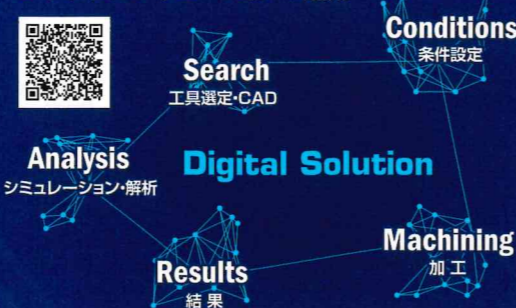 Conditions
条件設定
Search
工具選定・CAD
Analysis
シミュレーション・解析
Digital Solution
Machining
加工
Results
結果